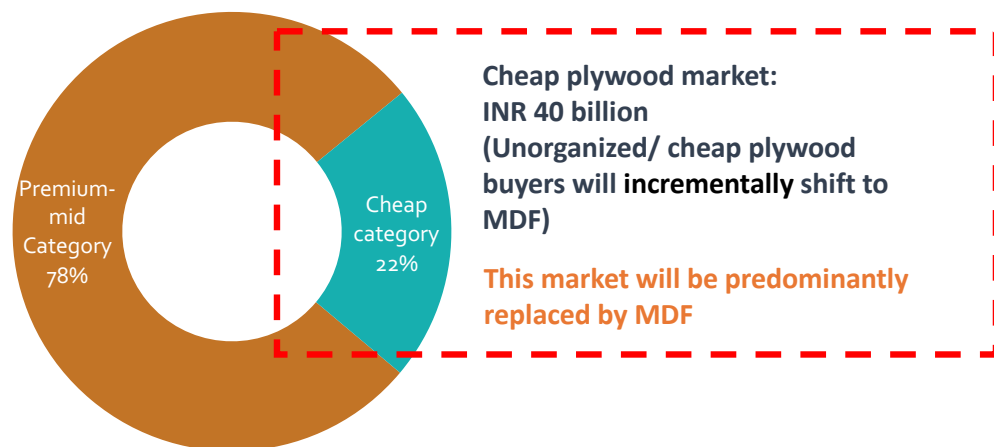 Premium-
mid
Category
78%
Cheap
category
22%
Cheap plywood market:
INR 40 billion
(Unorganized/ cheap plywood
buyers will incrementally shift to
MDF)
This market will be predominantly
replaced by MDF